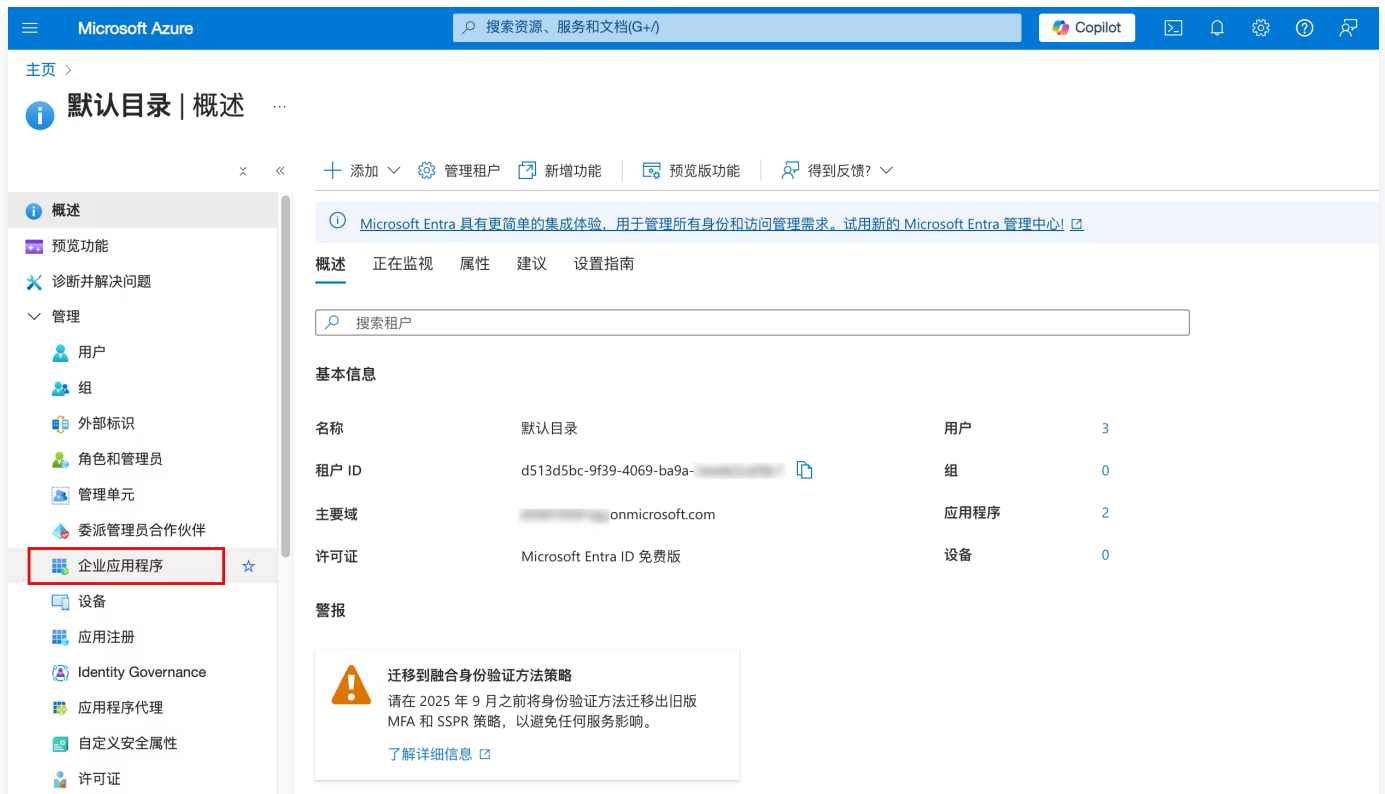 Microsoft Azure
搜索资源、服务和文档(G+/)
Copilot
主页
默认目录 | 概述
添加
管理租户
新增功能
预览版功能
得到反馈?
概述
预览功能
诊断并解决问题
管理
用户
组
外部标识
角色和管理员
管理单元
委派管理员合作伙伴
企业应用程序
设备
应用注册
Identity Governance
应用程序代理
自定义安全属性
许可证
Microsoft Entra 具有更简单的集成体验，用于管理所有身份和访问管理需求。试用新的 Microsoft Entra 管理中心!
概述 正在监视 属性 建议 设置指南
搜索租户
基本信息
名称 默认目录 用户 3
租户 ID d513d5bc-9f39-4069-ba9a- 组 0
主要域 onmicrosoft.com 应用程序 2
许可证 Microsoft Entra ID 免费版 设备 0
警报
迁移到融合身份验证方法策略
请在 2025 年 9 月之前将身份验证方法迁移出旧版
MFA 和 SSPR 策略，以避免任何服务影响。
了解详细信息